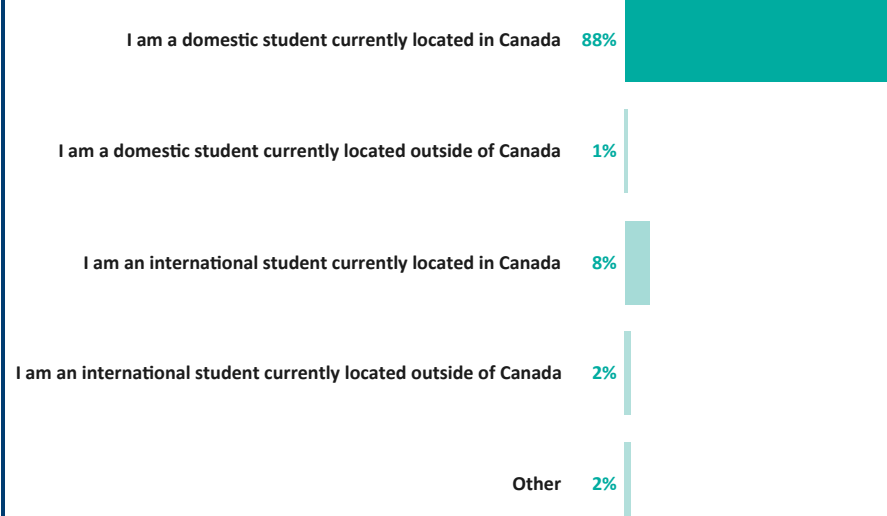 I am a domestic student currently located in Canada 88%
I am a domestic student currently located outside of Canada 1%
I am an international student currently located in Canada 8%
I am an international student currently located outside of Canada 2%
Other 2%